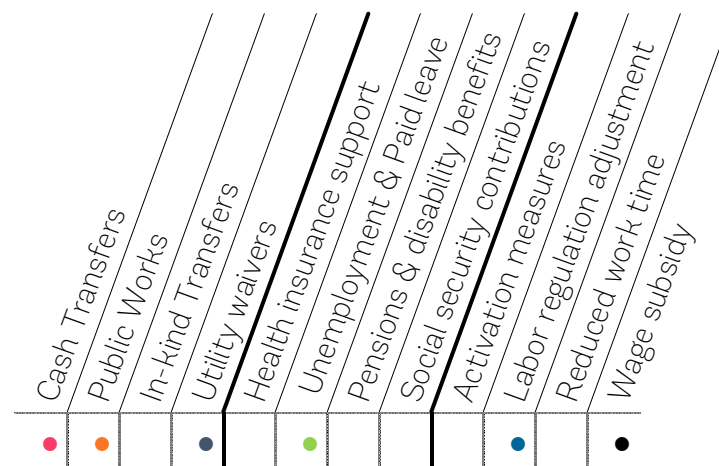 Cash Transfers
Public Works
In-kind Transfers
Utility waivers
Health insurance support
Unemployment & Paid leave
Pensions & disability benefits
Social security contributions
Activation measures
Labor regulation adjustment
Reduced work time
Wage subsidy